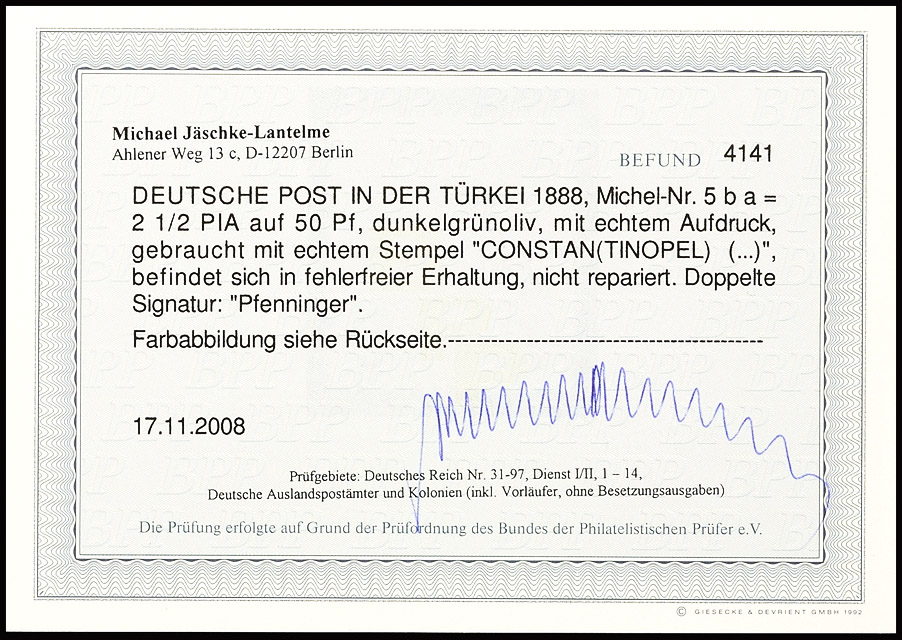 Michael Jäschke-Lantelme
Ahlener Weg 13 c, D-12207 Berlin
BEFUND 4141
DEUTSCHE POST IN DER TÜRKEI 1888, Michel-Nr. 5 b a =
2 1/2 PIA auf 50 Pf, dunkelgrünoliv, mit echtem Aufdruck,
gebraucht mit echtem Stempel "CONSTAN(TINOPEL) (...)",
befindet sich in fehlerfreier Erhaltung, nicht repariert. Doppelte
Signatur: "Pfenninger".
Farbabbildung siehe Rückseite.-------------------------------------------
17.11.2008
Prüfgebiete: Deutsches Reich Nr. 31-97, Dienst I/II, 1 – 14,
Deutsche Auslandspostämter und Kolonien (inkl. Vorläufer, ohne Besetzungsausgaben)
Die Prüfung erfolgte auf Grund der Prüfordnung des Bundes der Philatelistischen Prüfer e.V.
© GIESECKE & DEVRIENT GMBH 1992